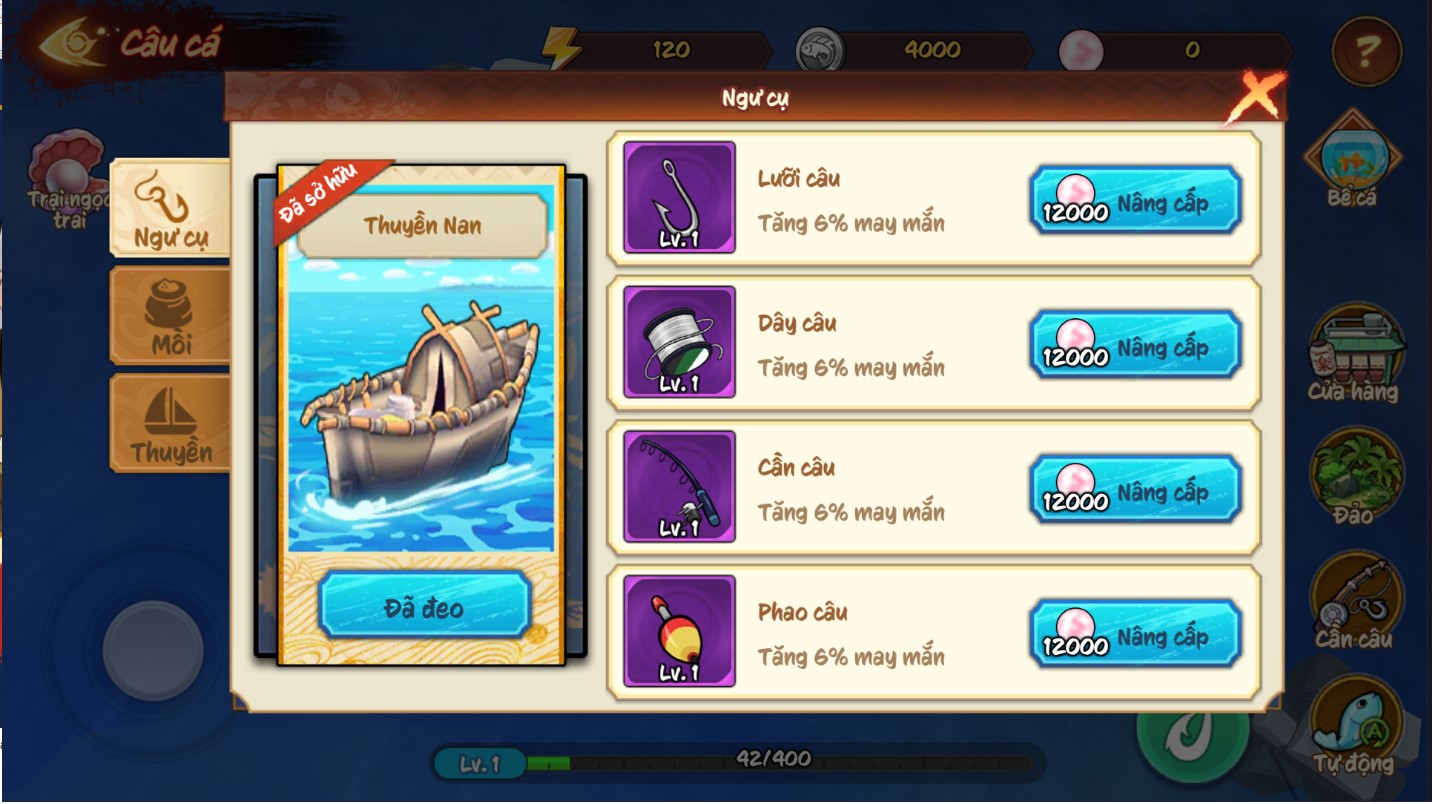 Câu cá
120
4000
0
?
Ngư cụ
Trại ngọc
trai
Ngư cụ
Mồi
Thuyền
Đã sở hữu
Thuyền Nan
Đã đeo
Lv. 1
Lưỡi câu
Tăng 6% may mắn
12000 Nâng cấp
Lv. 1
Dây câu
Tăng 6% may mắn
12000 Nâng cấp
Lv. 1
Cần câu
Tăng 6% may mắn
12000 Nâng cấp
Lv. 1
Phao câu
Tăng 6% may mắn
12000 Nâng cấp
Bể cá
Cửa hàng
Đảo
Cần câu
A
Tự động
Lv. 1
42/400